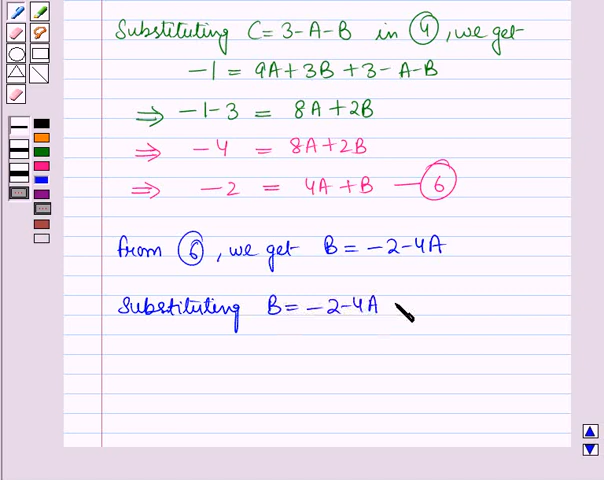 Substituting C = 3-A-B in 4, we get
-1 = 9A+3B+3-A-B
⇒ -1-3 = 8A+2B
⇒ -4 = 8A+2B
⇒ -2 = 4A+B — 6
from 6, we get B = -2-4A
Substituting B = -2-4A